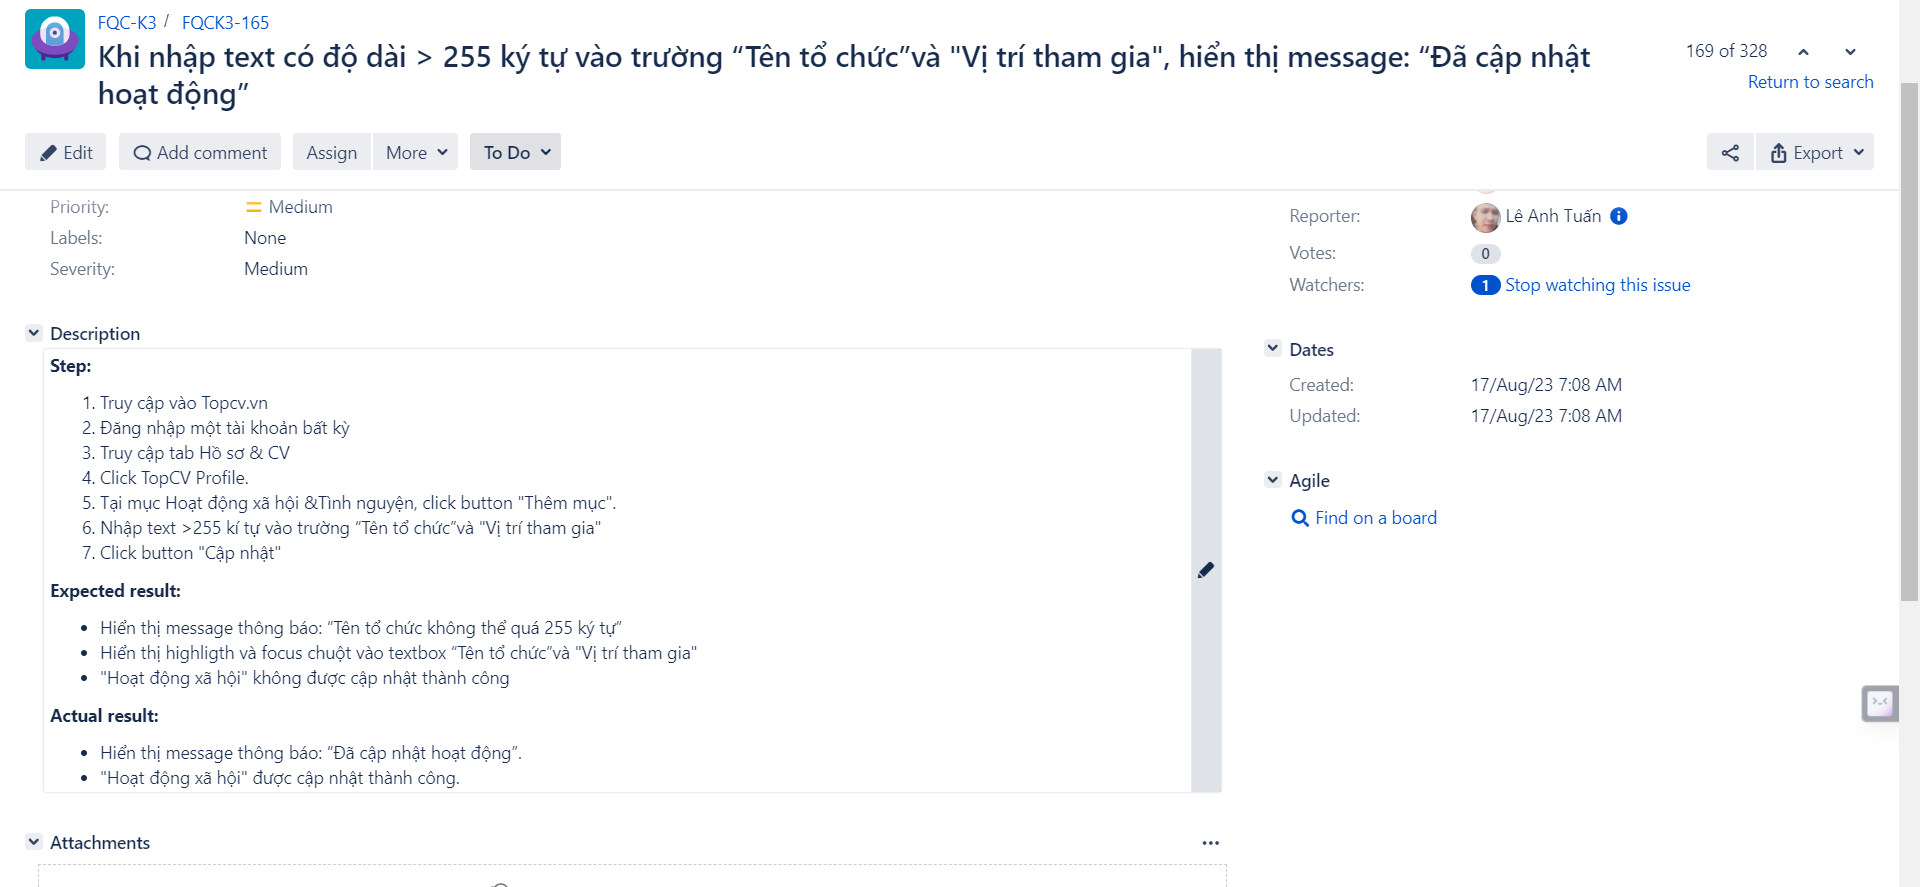 FQC-K3 / FQCK3-165
Khi nhập text có độ dài > 255 ký tự vào trường “Tên tổ chức”và "Vị trí tham gia", hiển thị message: “Đã cập nhật
hoạt động”
169 of 328
Return to search
Edit
Add comment
Assign
More
To Do
Export
Priority: Medium
Labels: None
Severity: Medium
Reporter: Lê Anh Tuấn
Votes: 0
Watchers: 1 Stop watching this issue
Description
Step:
1. Truy cập vào Topcv.vn
2. Đăng nhập một tài khoản bất kỳ
3. Truy cập tab Hồ sơ & CV
4. Click TopCV Profile.
5. Tại mục Hoạt động xã hội &Tình nguyện, click button "Thêm mục".
6. Nhập text >255 kí tự vào trường “Tên tổ chức”và "Vị trí tham gia"
7. Click button "Cập nhật"
Expected result:
• Hiển thị message thông báo: “Tên tổ chức không thể quá 255 ký tự”
• Hiển thị highligth và focus chuột vào textbox “Tên tổ chức”và "Vị trí tham gia"
• "Hoạt động xã hội" không được cập nhật thành công
Actual result:
• Hiển thị message thông báo: “Đã cập nhật hoạt động”.
• "Hoạt động xã hội" được cập nhật thành công.
Dates
Created: 17/Aug/23 7:08 AM
Updated: 17/Aug/23 7:08 AM
Agile
Find on a board
Attachments